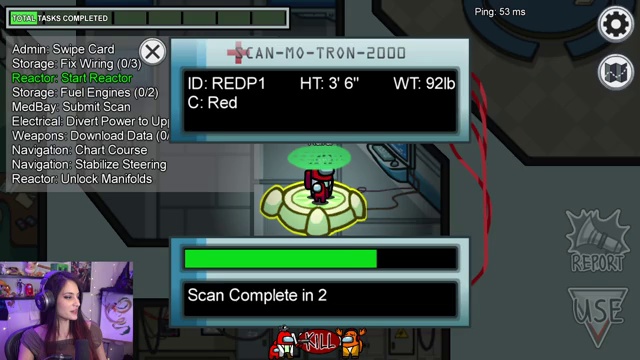 TOTAL TASKS COMPLETED
Ping: 53 ms
Admin: Swipe Card
Storage: Fix Wiring (0/3)
Reactor: Start Reactor
Storage: Fuel Engines (0/2)
MedBay: Submit Scan
Electrical: Divert Power to Upp
Weapons: Download Data (0/
Navigation: Chart Course
Navigation: Stabilize Steering
Reactor: Unlock Manifolds
SCAN-MO-TRON-2000
ID: REDP1 HT: 3' 6" WT: 92lb
C: Red
Scan Complete in 2
REPORT
USE
KILL